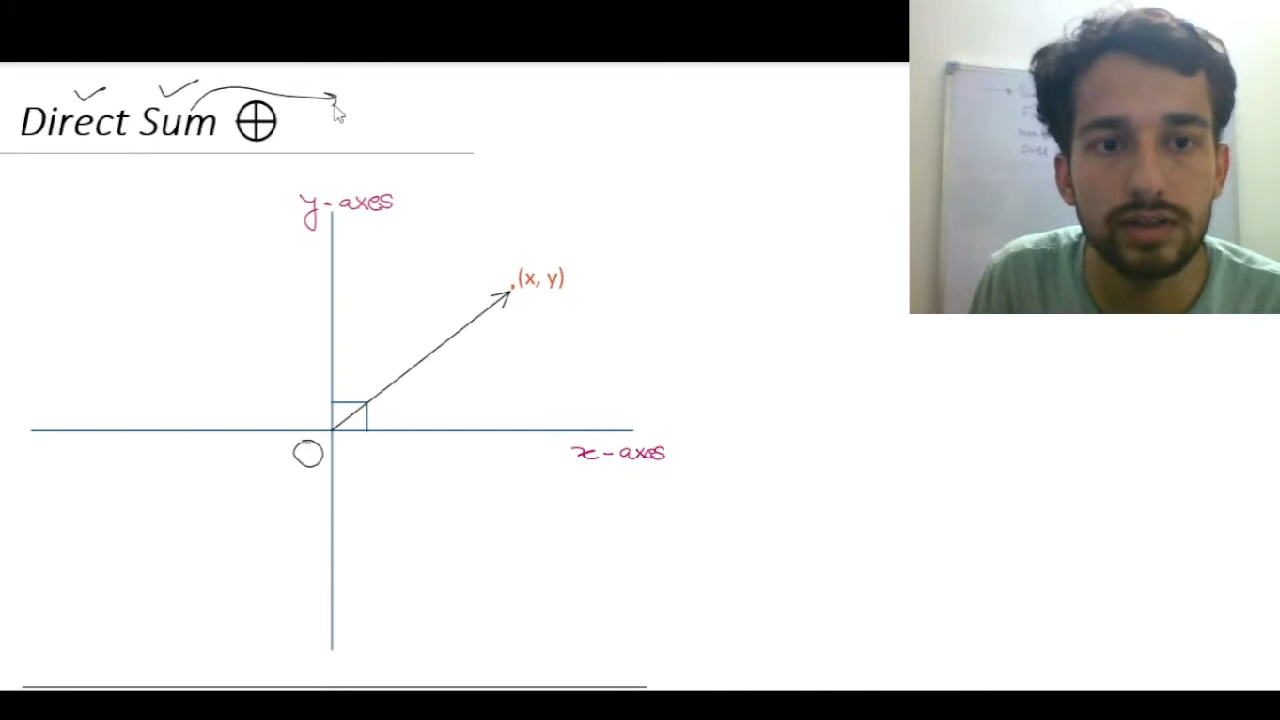 Direct Sum ⊕
y-axes
(x, y)
O
x-axes